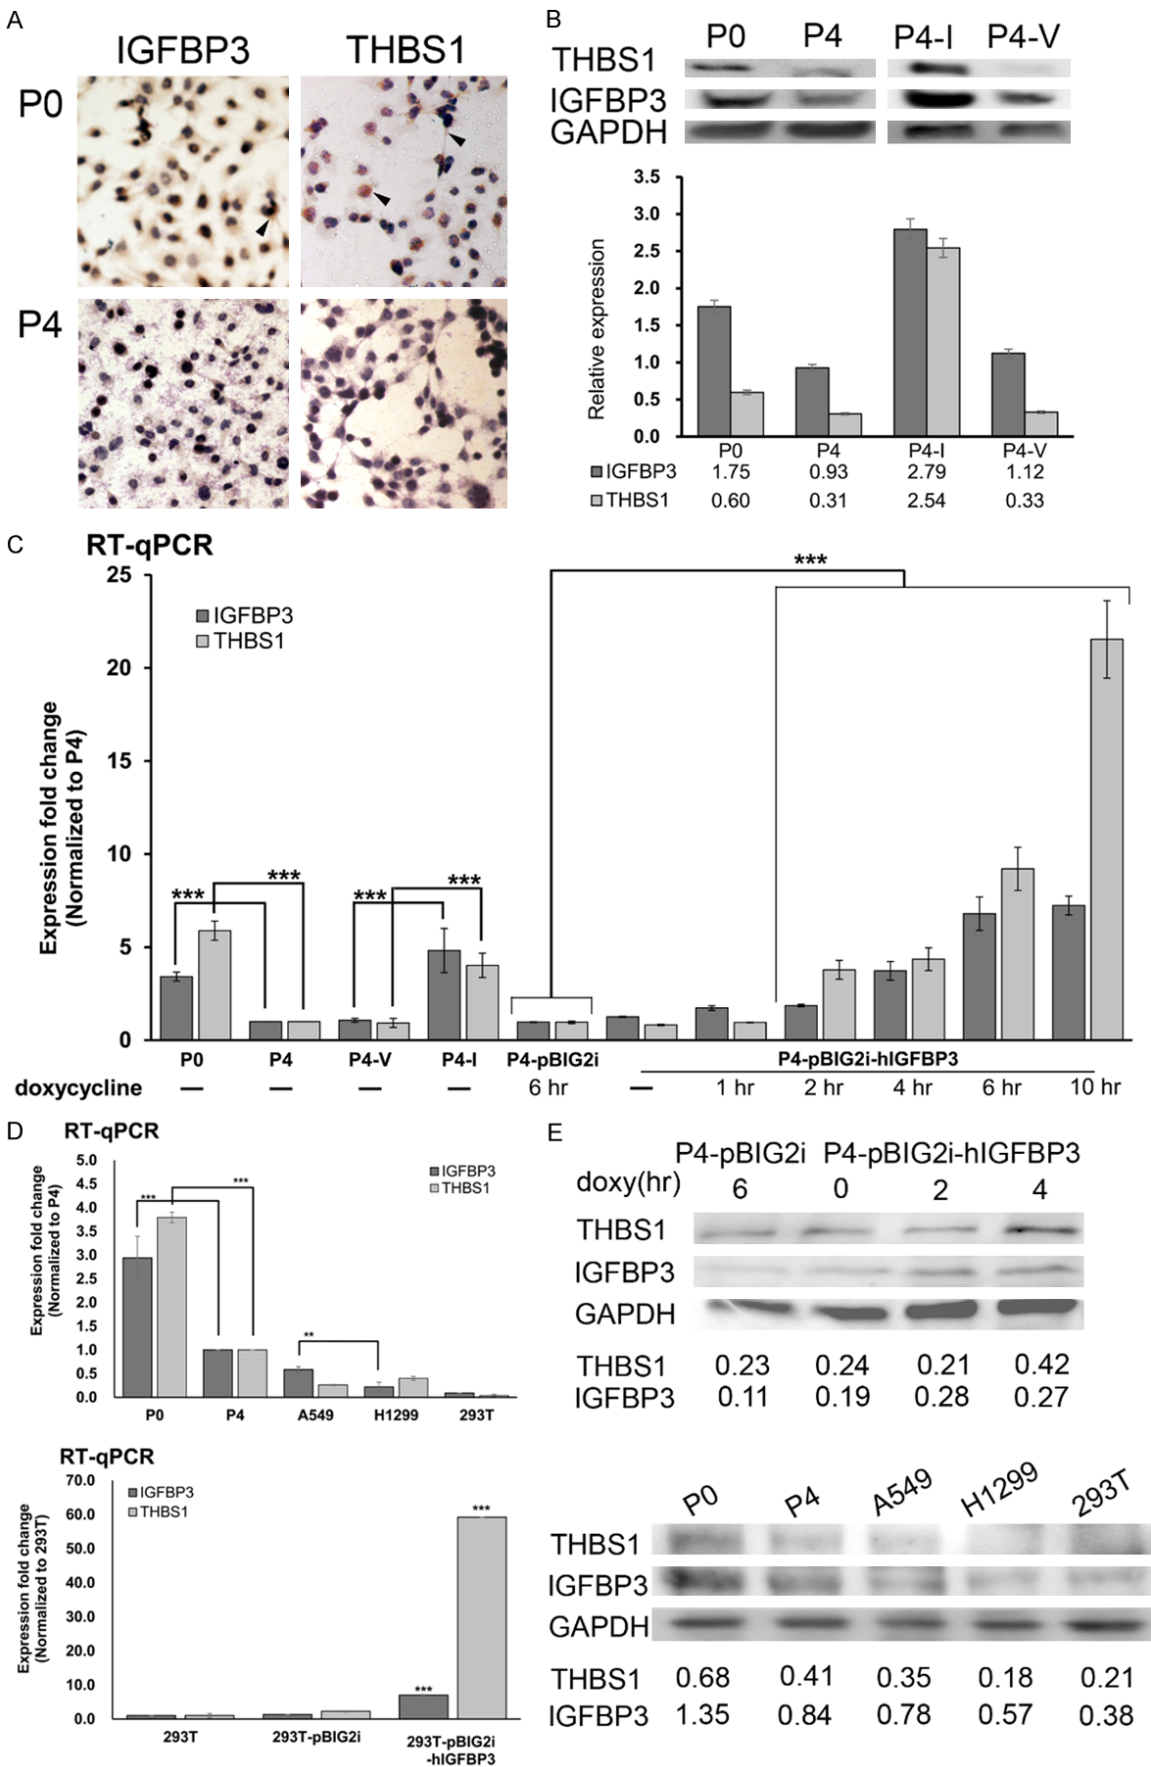 A
IGFBP3 THBS1
P0
P4
B
P0 P4 P4-I P4-V
THBS1
IGFBP3
GAPDH
Relative expression
3.5
3.0
2.5
2.0
1.5
1.0
0.5
0.0
P0 P4 P4-I P4-V
IGFBP3 1.75 0.93 2.79 1.12
THBS1 0.60 0.31 2.54 0.33
C
RT-qPCR
Expression fold change
(Normalized to P4)
25
20
15
10
5
0
IGFBP3
THBS1
*** *** *** *** ***
P0 P4 P4-V P4-I P4-pBIG2i P4-pBIG2i-hIGFBP3
doxycycline — — — — 6 hr — 1 hr 2 hr 4 hr 6 hr 10 hr
D
RT-qPCR
Expression fold change
(Normalized to P4)
5.0
4.5
4.0
3.5
3.0
2.5
2.0
1.5
1.0
0.5
0.0
IGFBP3
THBS1
*** *** **
P0 P4 A549 H1299 293T
RT-qPCR
Expression fold change
(Normalized to 293T)
70.0
60.0
50.0
40.0
30.0
20.0
10.0
0.0
IGFBP3
THBS1
*** ***
293T 293T-pBIG2i 293T-pBIG2i
-hIGFBP3
E
P4-pBIG2i P4-pBIG2i-hIGFBP3
doxy(hr) 6 0 2 4
THBS1
IGFBP3
GAPDH
THBS1 0.23 0.24 0.21 0.42
IGFBP3 0.11 0.19 0.28 0.27
P0 P4 A549 H1299 293T
THBS1
IGFBP3
GAPDH
THBS1 0.68 0.41 0.35 0.18 0.21
IGFBP3 1.35 0.84 0.78 0.57 0.38